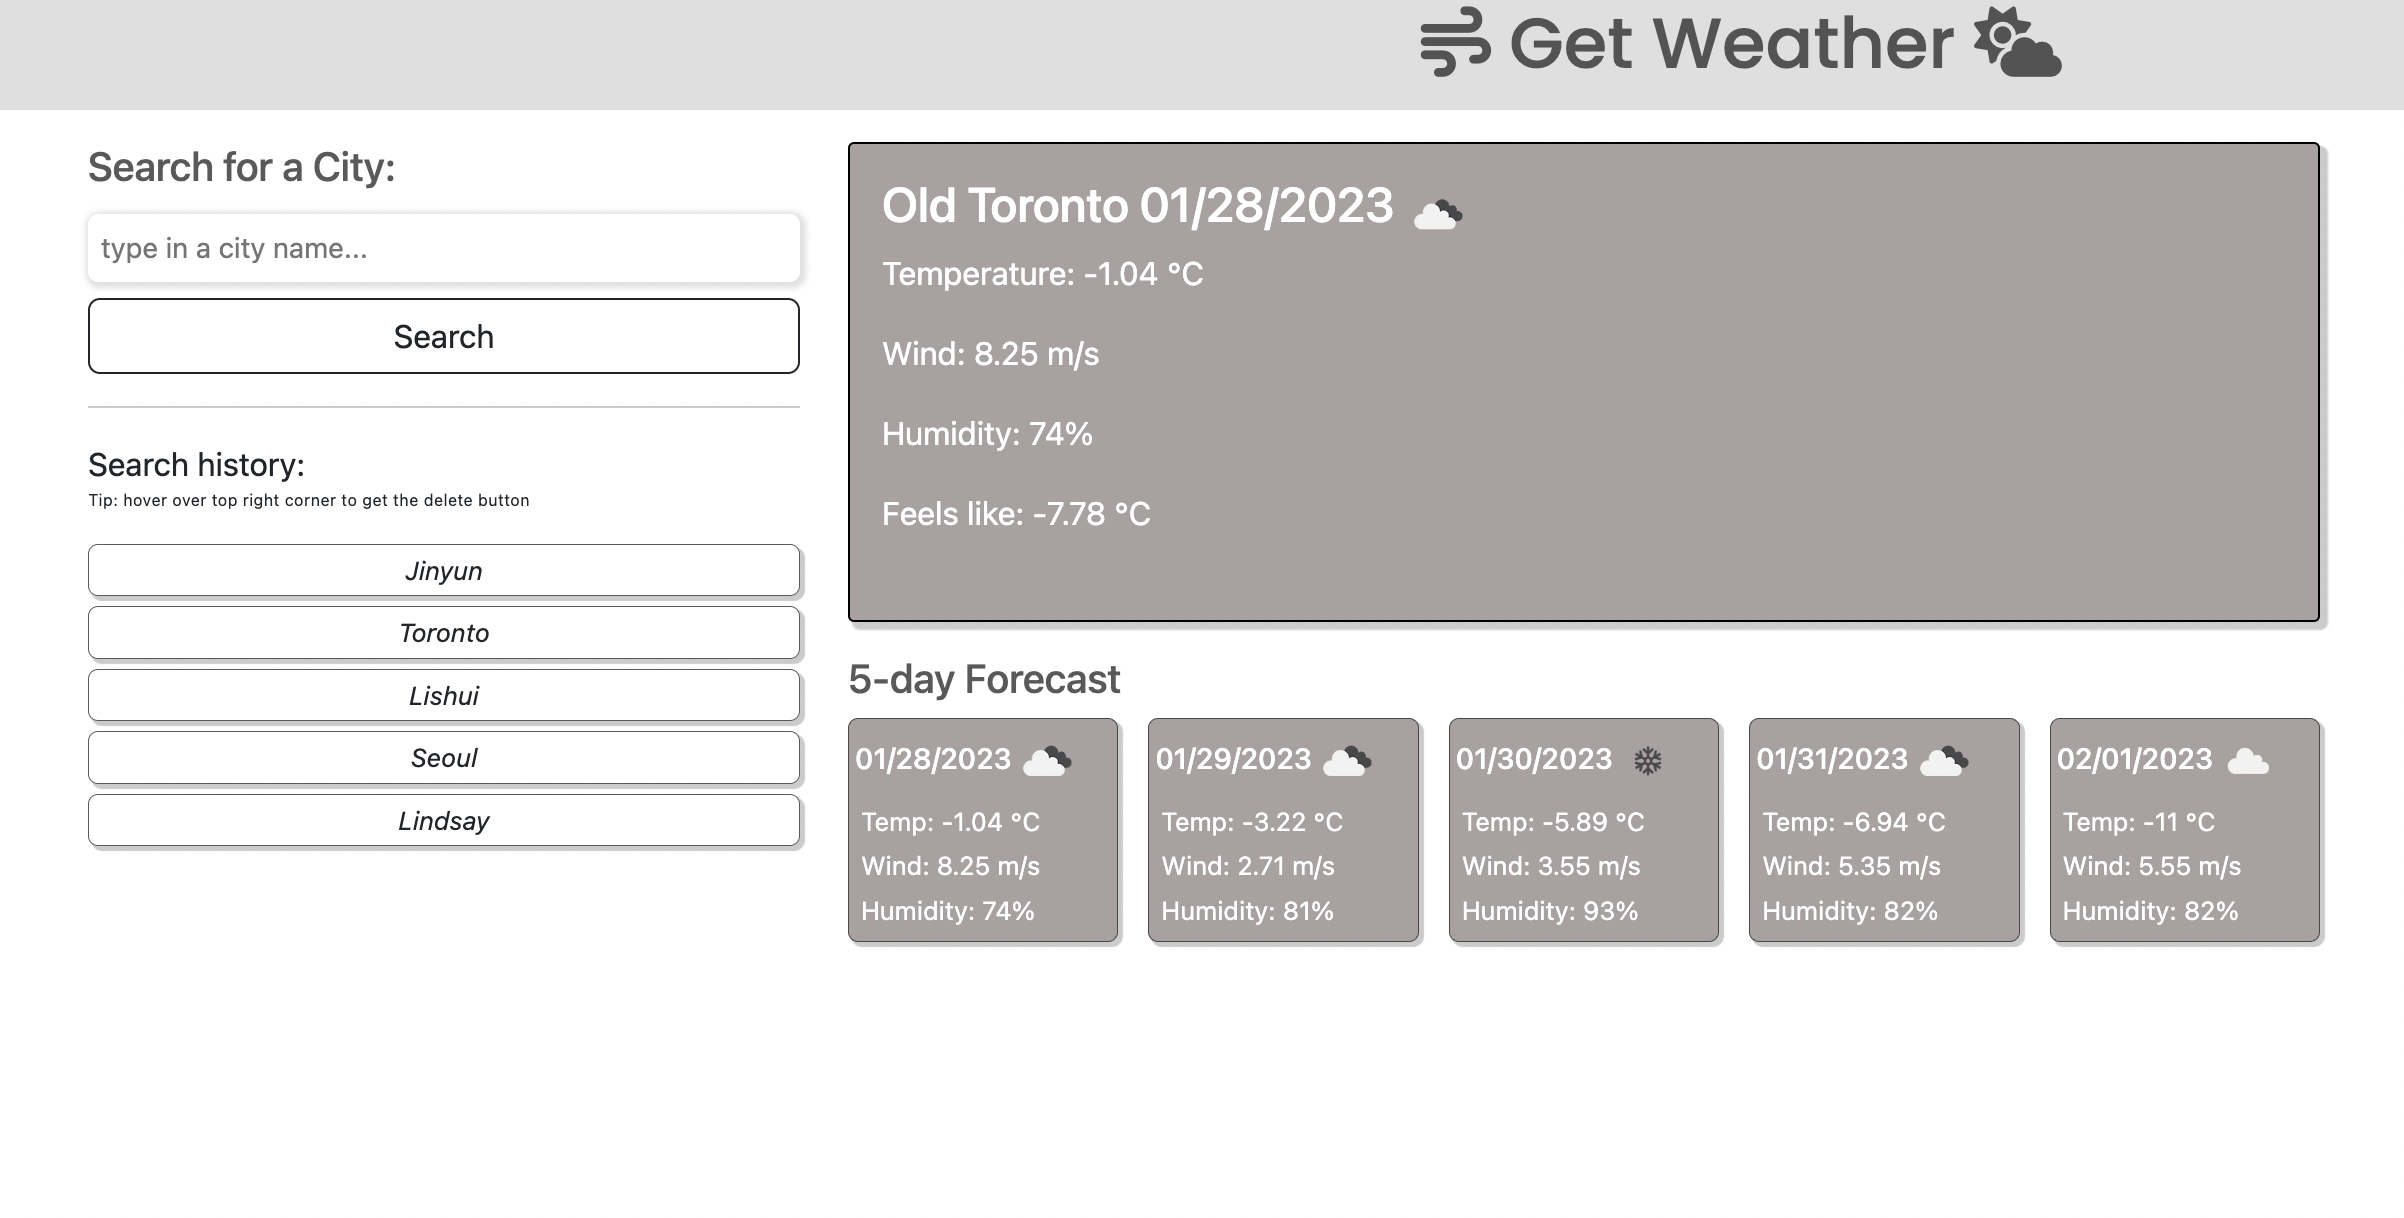 Get Weather
Search for a City:
type in a city name...
Search
Search history:
Tip: hover over top right corner to get the delete button
Jinyun
Toronto
Lishui
Seoul
Lindsay
Old Toronto 01/28/2023
Temperature: -1.04 °C
Wind: 8.25 m/s
Humidity: 74%
Feels like: -7.78 °C
5-day Forecast
01/28/2023
Temp: -1.04 °C
Wind: 8.25 m/s
Humidity: 74%
01/29/2023
Temp: -3.22 °C
Wind: 2.71 m/s
Humidity: 81%
01/30/2023
Temp: -5.89 °C
Wind: 3.55 m/s
Humidity: 93%
01/31/2023
Temp: -6.94 °C
Wind: 5.35 m/s
Humidity: 82%
02/01/2023
Temp: -11 °C
Wind: 5.55 m/s
Humidity: 82%